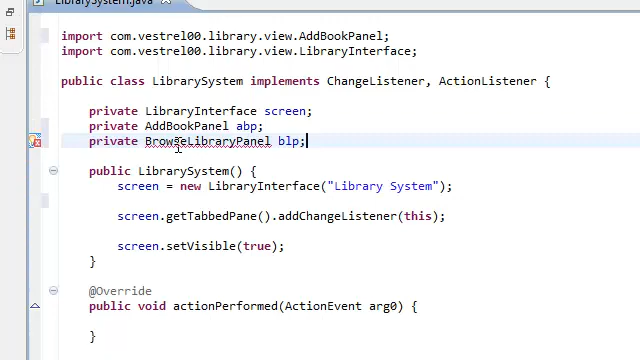 LibrarySystem.java
import com.vestrel00.library.view.AddBookPanel;
import com.vestrel00.library.view.LibraryInterface;
public class LibrarySystem implements ChangeListener, ActionListener {
private LibraryInterface screen;
private AddBookPanel abp;
private BrowseLibraryPanel blp;
public LibrarySystem() {
screen = new LibraryInterface("Library System");
screen.getTabbedPane().addChangeListener(this);
screen.setVisible(true);
}
@Override
public void actionPerformed(ActionEvent arg0) {
}